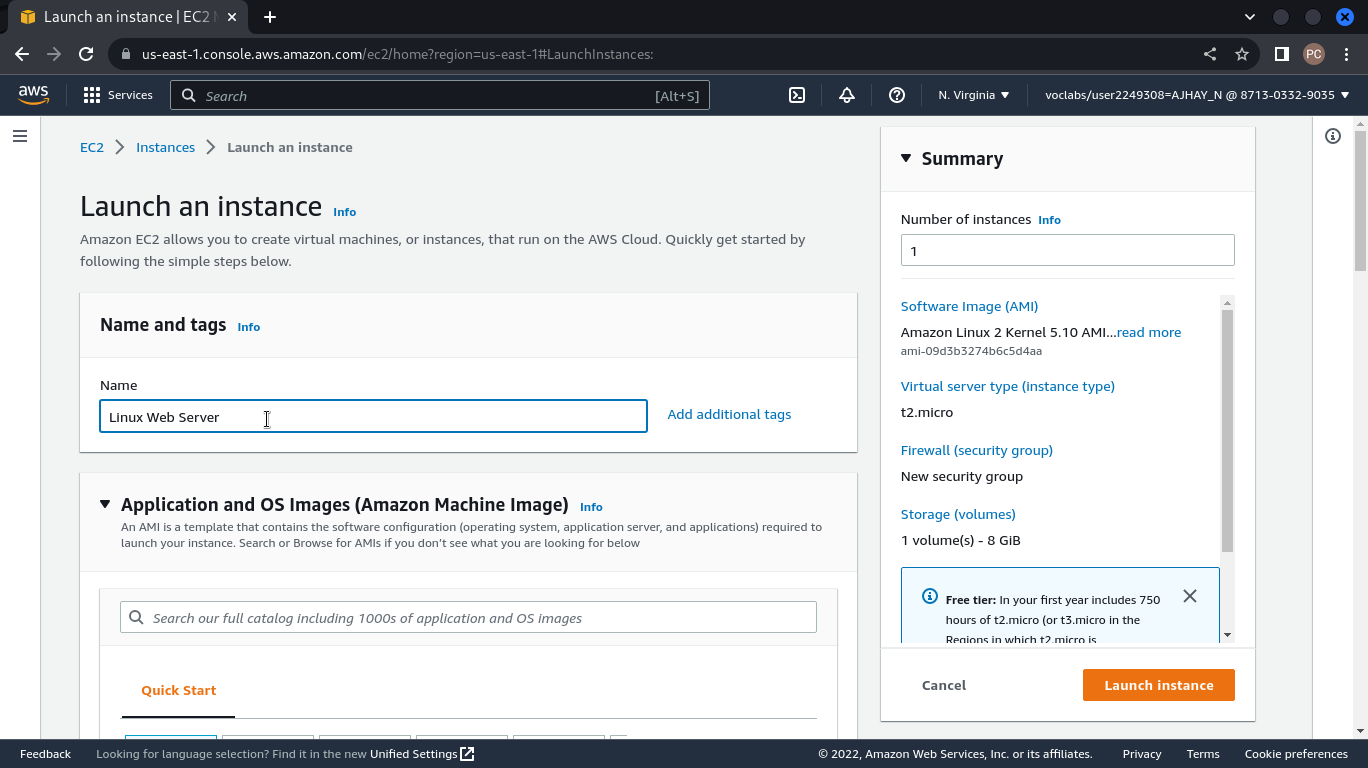 Launch an instance | EC2 M
us-east-1.console.aws.amazon.com/ec2/home?region=us-east-1#LaunchInstances:
PC
aws
Services
Search
[Alt+S]
N. Virginia
voclabs/user2249308=AJHAY_N @ 8713-0332-9035
EC2
Instances
Launch an instance
Launch an instance Info
Amazon EC2 allows you to create virtual machines, or instances, that run on the AWS Cloud. Quickly get started by
following the simple steps below.
Name and tags Info
Name
Linux Web Server
Add additional tags
Application and OS Images (Amazon Machine Image) Info
An AMI is a template that contains the software configuration (operating system, application server, and applications) required to
launch your instance. Search or Browse for AMIs if you don't see what you are looking for below
Search our full catalog including 1000s of application and OS images
Quick Start
Summary
Number of instances Info
1
Software Image (AMI)
Amazon Linux 2 Kernel 5.10 AMI...read more
ami-09d3b3274b6c5d4aa
Virtual server type (instance type)
t2.micro
Firewall (security group)
New security group
Storage (volumes)
1 volume(s) - 8 GiB
Free tier: In your first year includes 750
hours of t2.micro (or t3.micro in the
Regions in which t2.micro is
Cancel
Launch instance
Feedback
Looking for language selection? Find it in the new Unified Settings
© 2022, Amazon Web Services, Inc. or its affiliates.
Privacy
Terms
Cookie preferences